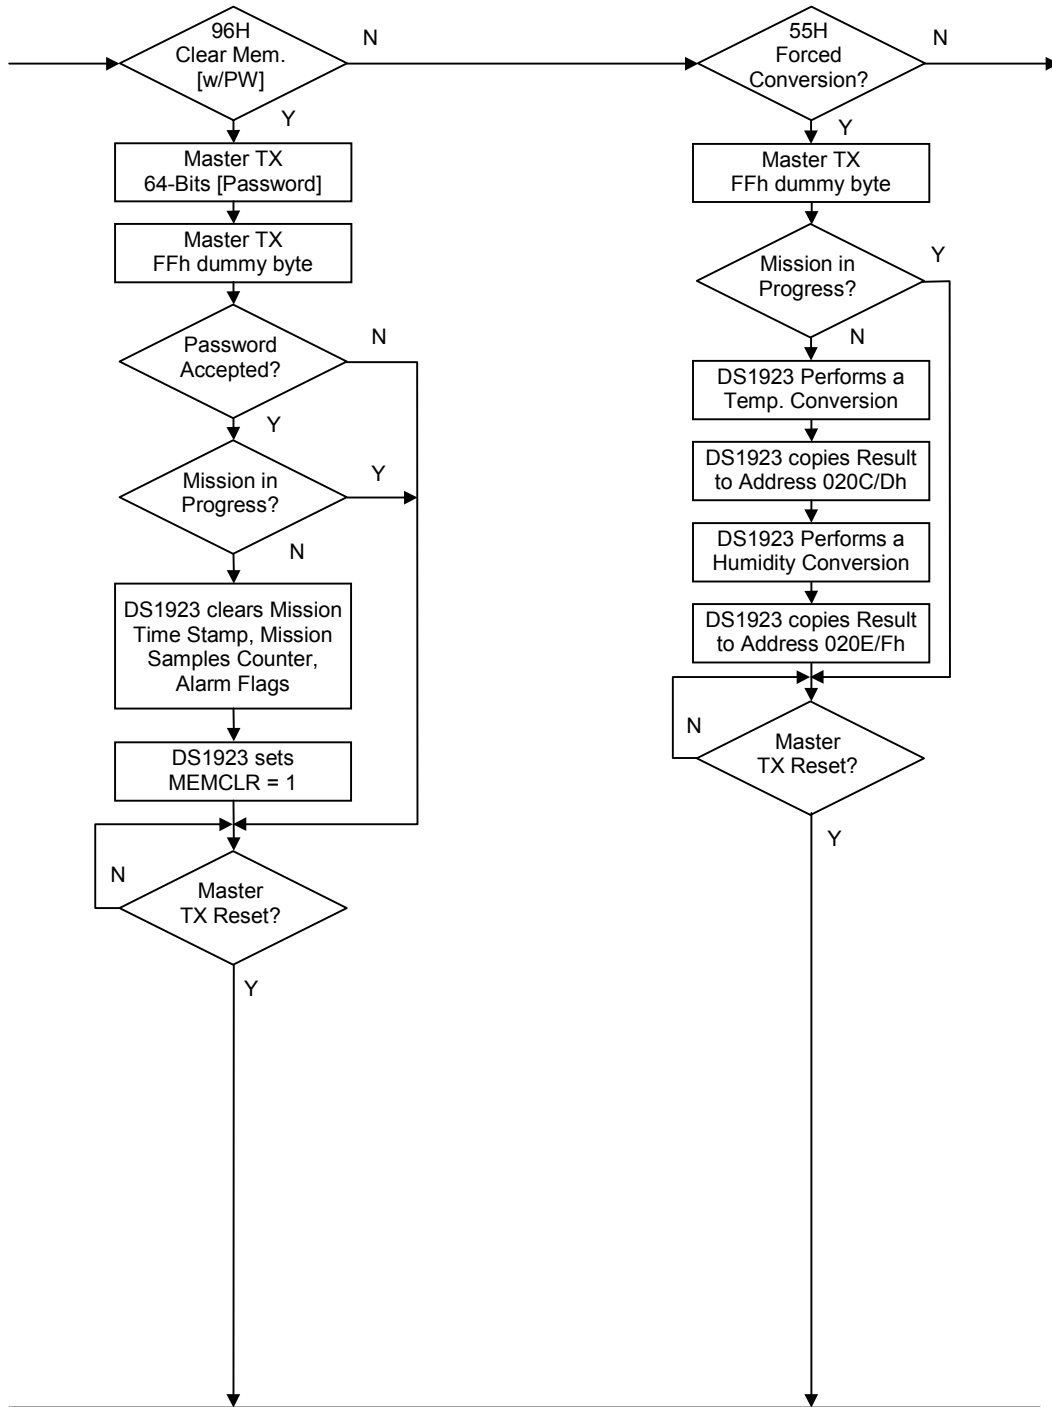 96H
Clear Mem.
[w/PW]
N
Y
Master TX
64-Bits [Password]
Master TX
FFh dummy byte
Password
Accepted?
N
Y
Mission in
Progress?
Y
N
DS1923 clears Mission
Time Stamp, Mission
Samples Counter,
Alarm Flags
DS1923 sets
MEMCLR = 1
N
Master
TX Reset?
Y
55H
Forced
Conversion?
N
Y
Master TX
FFh dummy byte
Mission in
Progress?
Y
N
DS1923 Performs a
Temp. Conversion
DS1923 copies Result
to Address 020C/Dh
DS1923 Performs a
Humidity Conversion
DS1923 copies Result
to Address 020E/Fh
N
Master
TX Reset?
Y